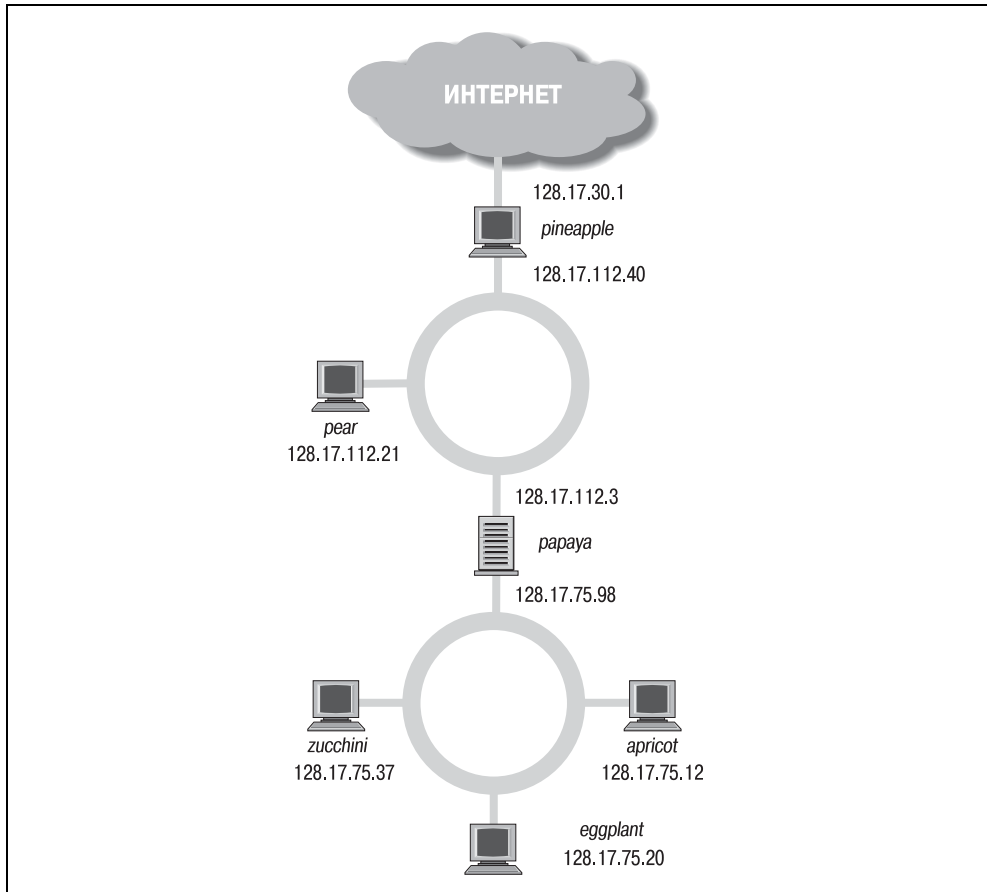 ИНТЕРНЕТ
128.17.30.1
pineapple
128.17.112.40
pear
128.17.112.21
128.17.112.3
papaya
128.17.75.98
zucchini
128.17.75.37
apricot
128.17.75.12
eggplant
128.17.75.20